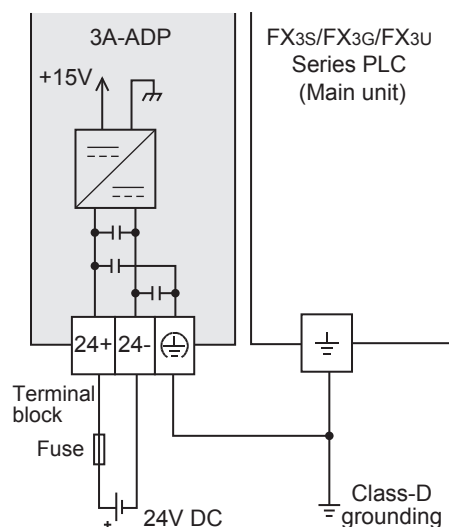 3A-ADP
FX3S/FX3G/FX3U
Series PLC
(Main unit)
+15V
24+ 24-
Terminal
block
Fuse
+
24V DC
Class-D
grounding